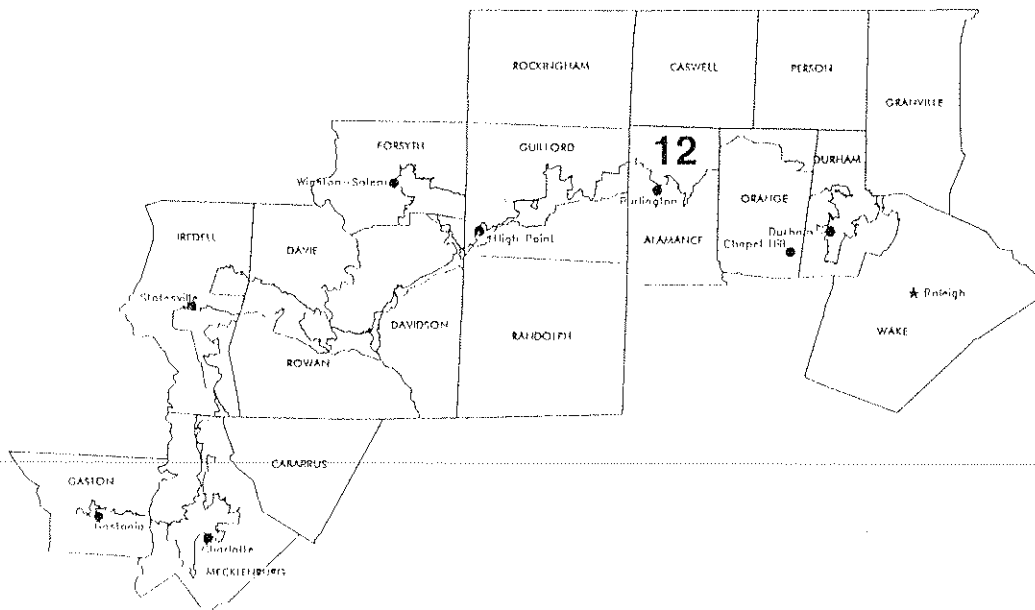 ROCKINGHAM
CASWELL
PERSON
GRANVILLE
FORSYTH
GUILFORD
12
DURHAM
Winston-Salem
Burlington
ORANGE
IREDELL
DAVIE
High Point
ALAMANCE
Durham
Chapel Hill
Statesville
Raleigh
DAVIDSON
RANDOLPH
WAKE
ROWAN
CABARRUS
GASTON
Gastonia
Charlotte
MECKLENBURG